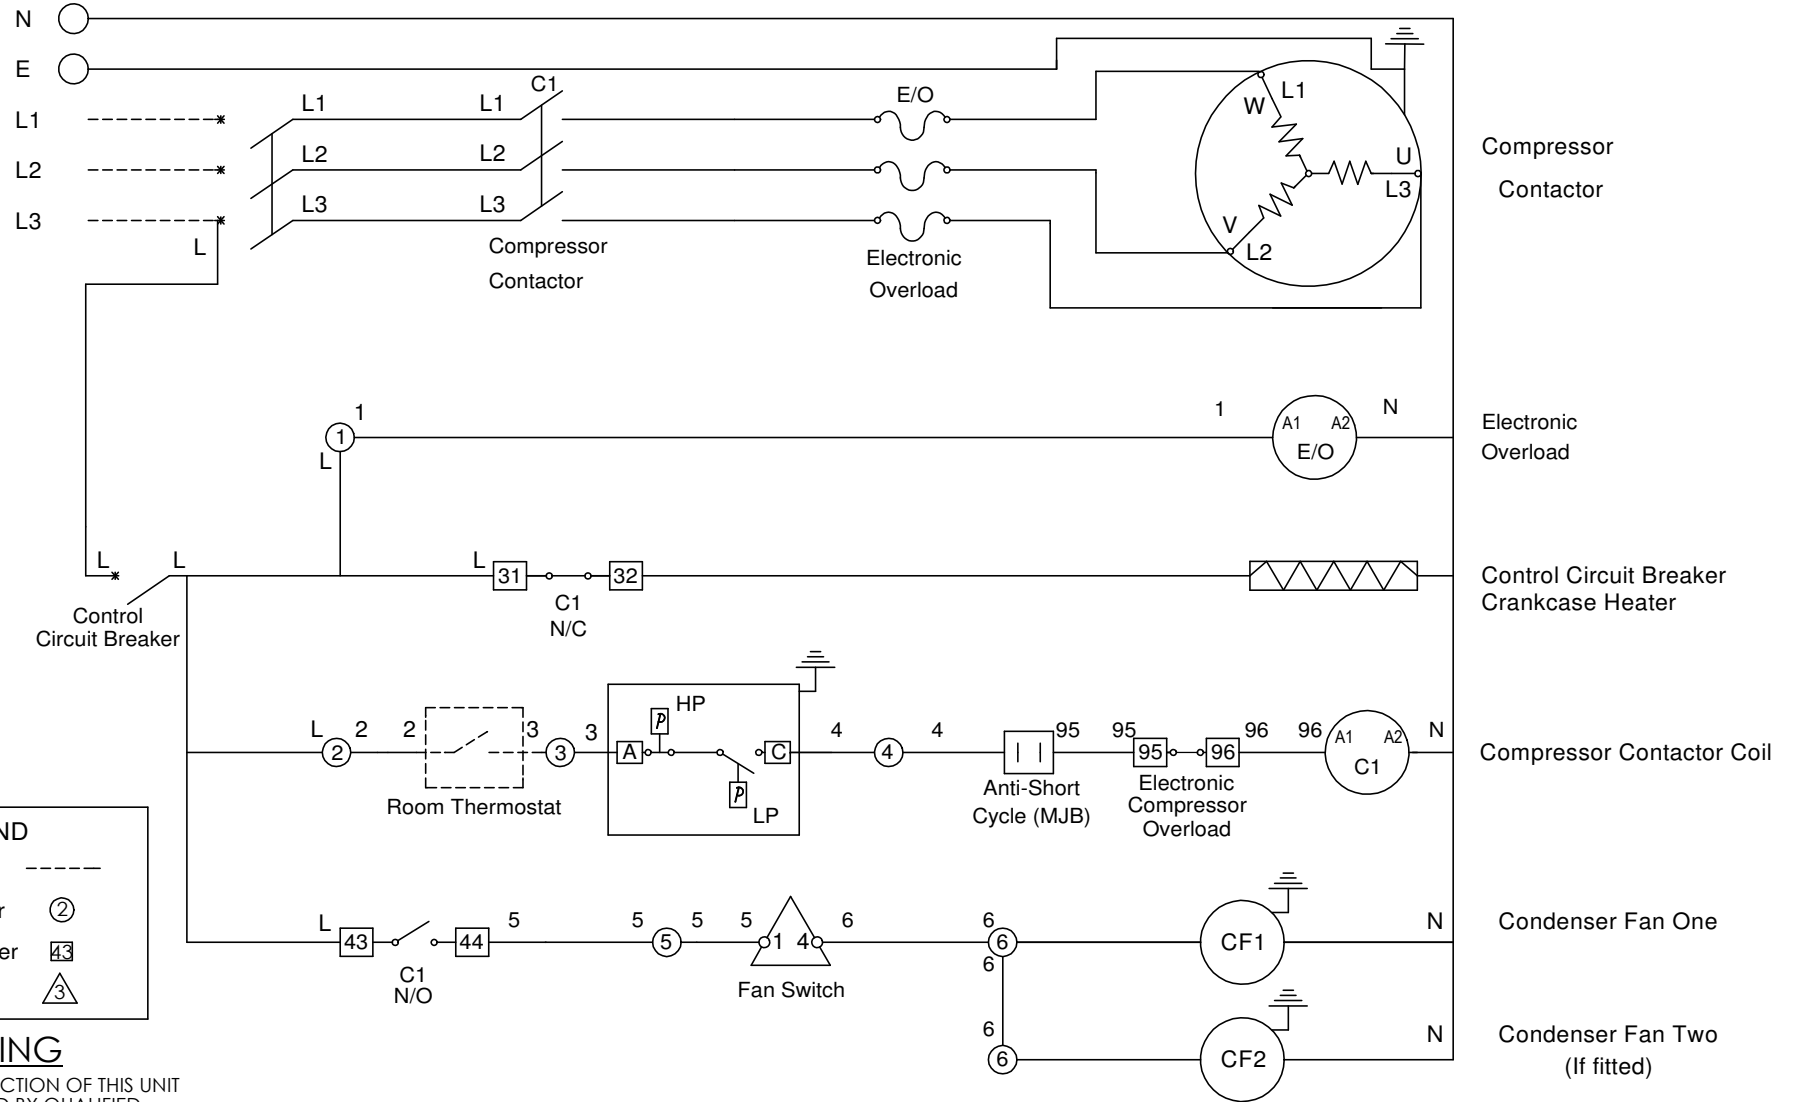 N
E
L1 L1 L1 C1 E/O W L1
L2 L2 L2 U
L3 L3 L3 L3
L V L2
Compressor
Contactor
Electronic
Overload
Compressor
Contactor
1 1 N
1 A1 A2
L E/O
Electronic
Overload
L L L 31 32
C1
N/C
Control
Circuit Breaker
Control Circuit Breaker
Crankcase Heater
HP
L 2 2 3 3 4 4 95 95 96 96 N
2 3 A P C 4 95 96 A1 A2
C1
P
LP
Room Thermostat
Anti-Short
Cycle (MJB)
Electronic
Compressor
Overload
Compressor Contactor Coil
L 5 5 5 5 6 6 N
43 44 5 1 4 6 CF1
6
C1
N/O
Fan Switch
Condenser Fan One
6 N
6 CF2
Condenser Fan Two
(If fitted)
ND
r 2
er 43
3
ING
CTION OF THIS UNIT